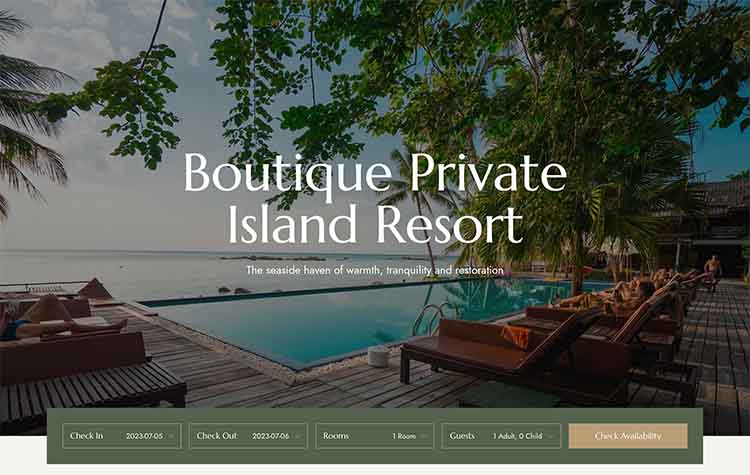 Boutique Private
Island Resort
The seaside haven of warmth, tranquility and restoration
Check In 2023-07-05 Check Out 2023-07-06 Rooms 1 Room Guests 1 Adult, 0 Child Check Availability